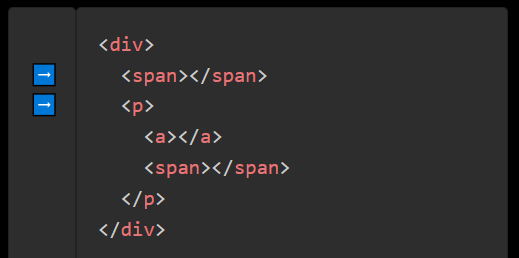 <div>
→ <span></span>
→ <p>
<a></a>
<span></span>
</p>
</div>